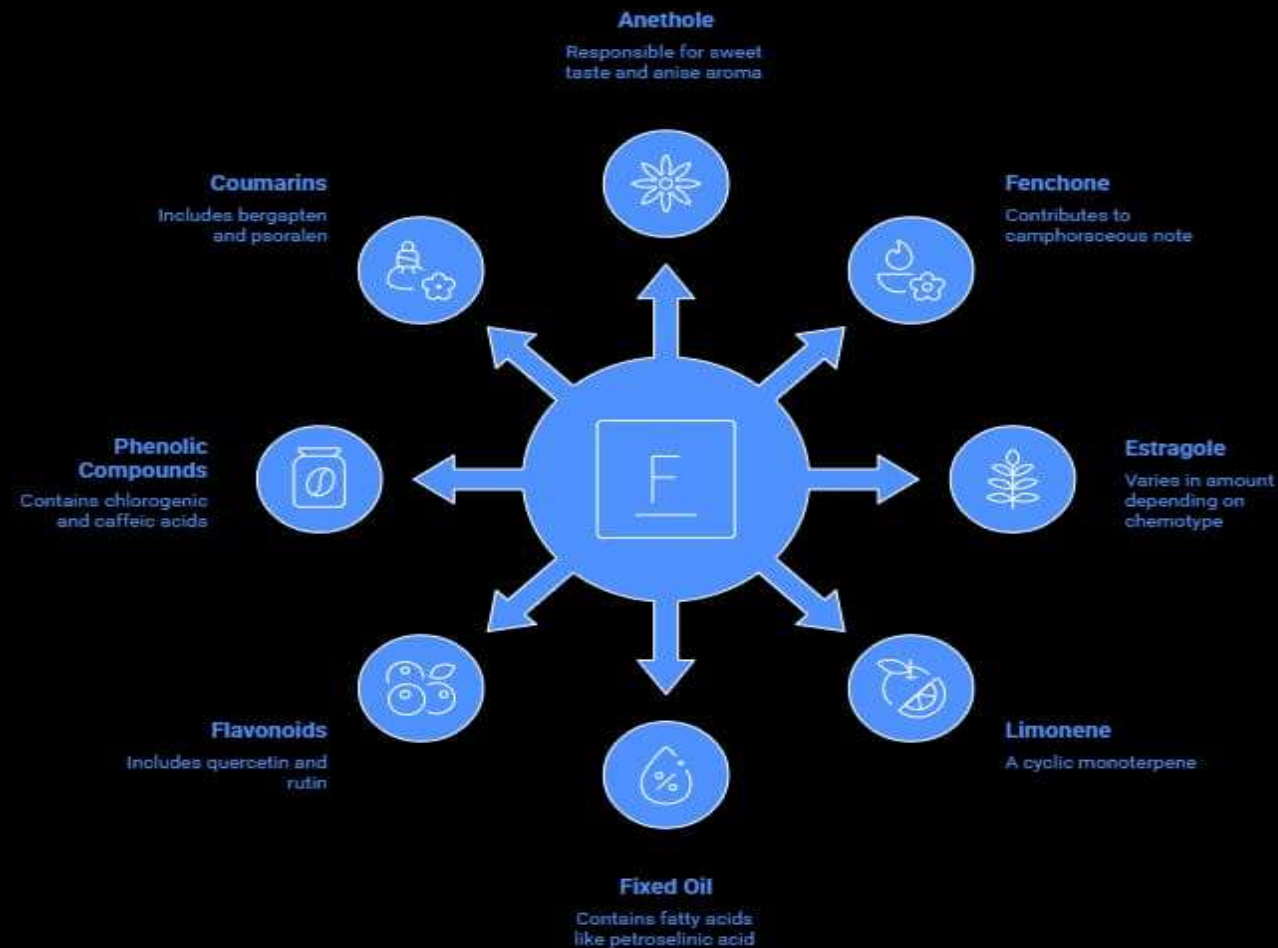 Anethole
Responsible for sweet
taste and anise aroma
Coumarins
Includes bergapten
and psoralen
Fenchone
Contributes to
camphoraceous note
Phenolic
Compounds
Contains chlorogenic
and caffeic acids
F
Estragole
Varies in amount
depending on
chemotype
Flavonoids
Includes quercetin and
rutin
Limonene
A cyclic monoterpene
Fixed Oil
Contains fatty acids
like petroselinic acid